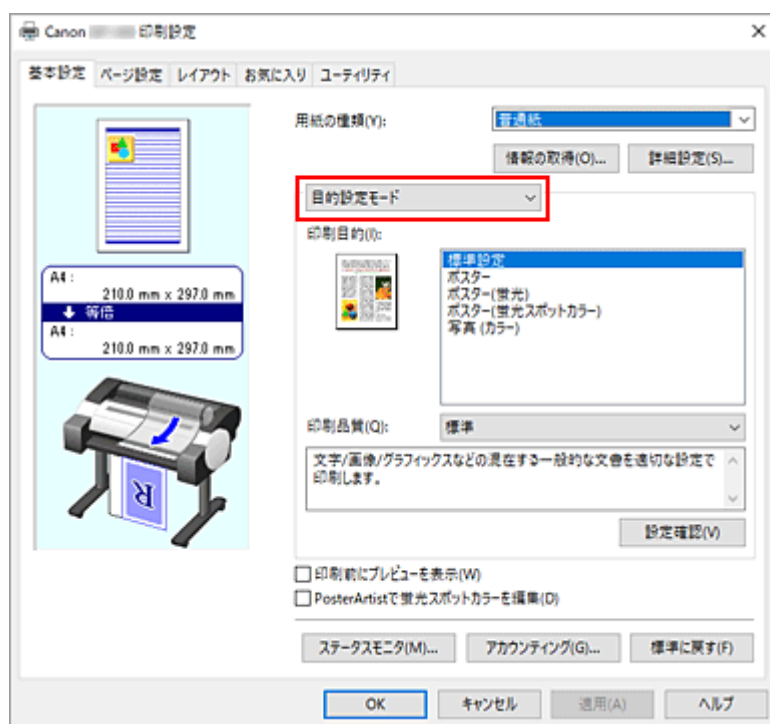 Canon 印刷設定
基本設定 ページ設定 レイアウト お気に入り ユーティリティ
用紙の種類(Y): 普通紙
情報の取得(O)... 詳細設定(S)...
目的設定モード
印刷目的(I):
標準設定
ポスター
ポスター(蛍光)
ポスター(蛍光スポットカラー)
写真 (カラー)
A4 :
210.0 mm x 297.0 mm
等倍
A4 :
210.0 mm x 297.0 mm
R
印刷品質(Q): 標準
文字/画像/グラフィックスなどの混在する一般的な文書を適切な設定で
印刷します。
設定確認(V)
印刷前にプレビューを表示(W)
PosterArtistで蛍光スポットカラーを編集(D)
ステータスモニタ(M)... アカウンティング(G)... 標準に戻す(F)
OK キャンセル 適用(A) ヘルプ